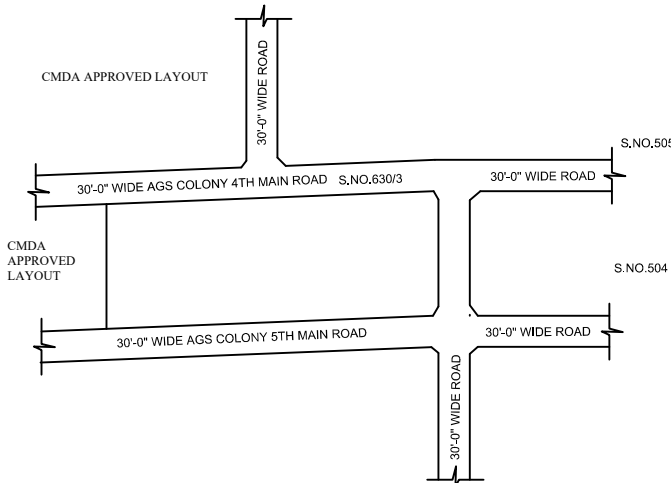 30'-0" WIDE ROAD
CMDA APPROVED LAYOUT
S.NO.505
30'-0" WIDE AGS COLONY 4TH MAIN ROAD S.NO.630/3
30'-0" WIDE ROAD
CMDA
APPROVED
LAYOUT
S.NO.504
30'-0" WIDE AGS COLONY 5TH MAIN ROAD
30'-0" WIDE ROAD
30'-0" WIDE ROAD